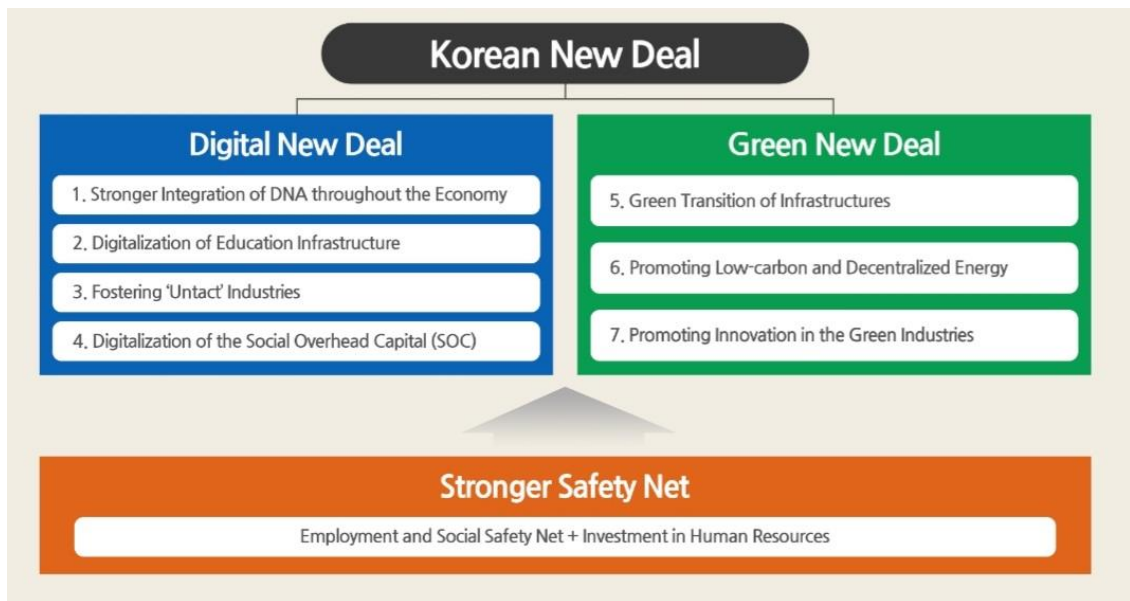 Korean New Deal
Digital New Deal
1. Stronger Integration of DNA throughout the Economy
2. Digitalization of Education Infrastructure
3. Fostering ‘Untact’ Industries
4. Digitalization of the Social Overhead Capital (SOC)
Green New Deal
5. Green Transition of Infrastructures
6. Promoting Low-carbon and Decentralized Energy
7. Promoting Innovation in the Green Industries
Stronger Safety Net
Employment and Social Safety Net + Investment in Human Resources